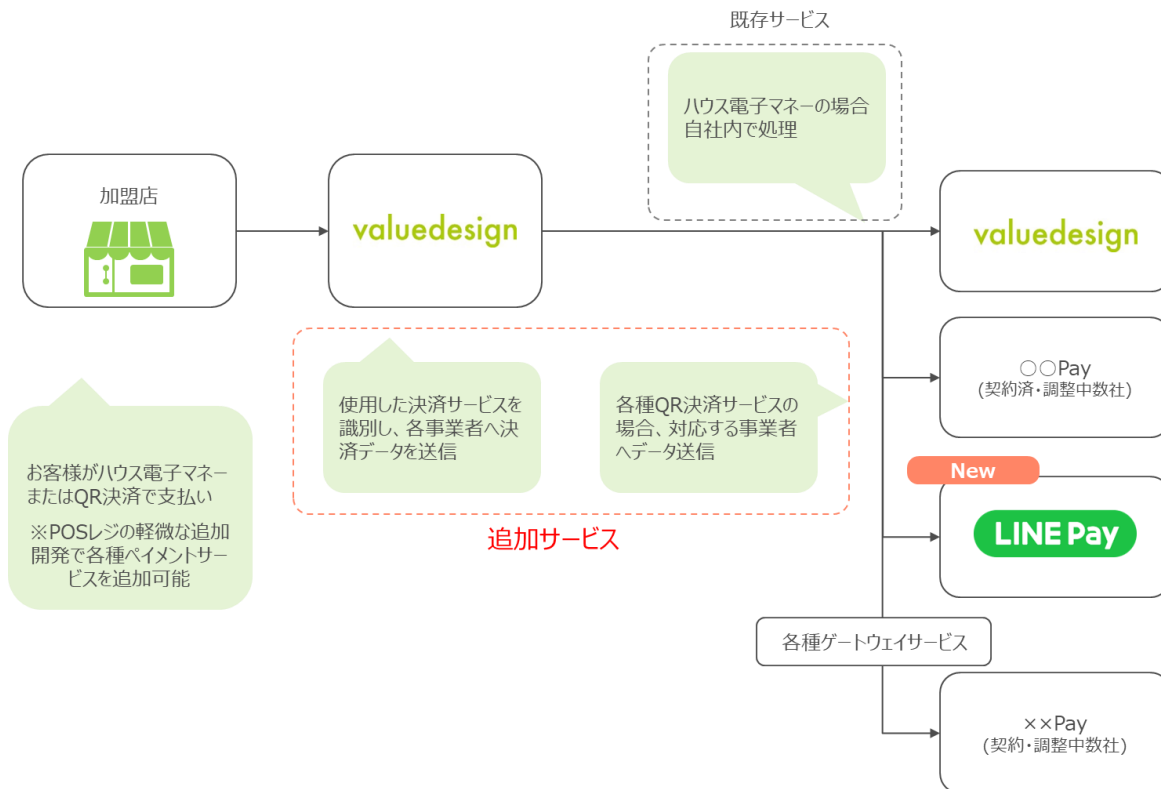 既存サービス
ハウス電子マネーの場合
自社内で処理
加盟店
valuedesign
valuedesign
○○Pay
(契約済・調整中数社)
使用した決済サービスを
識別し、各事業者へ決
済データを送信
各種QR決済サービスの
場合、対応する事業者
へデータ送信
追加サービス
お客様がハウス電子マネー
またはQR決済で支払い
※POSレジの軽微な追加
開発で各種ペイメントサー
ビスを追加可能
New
LINE Pay
各種ゲートウェイサービス
××Pay
(契約・調整中数社)